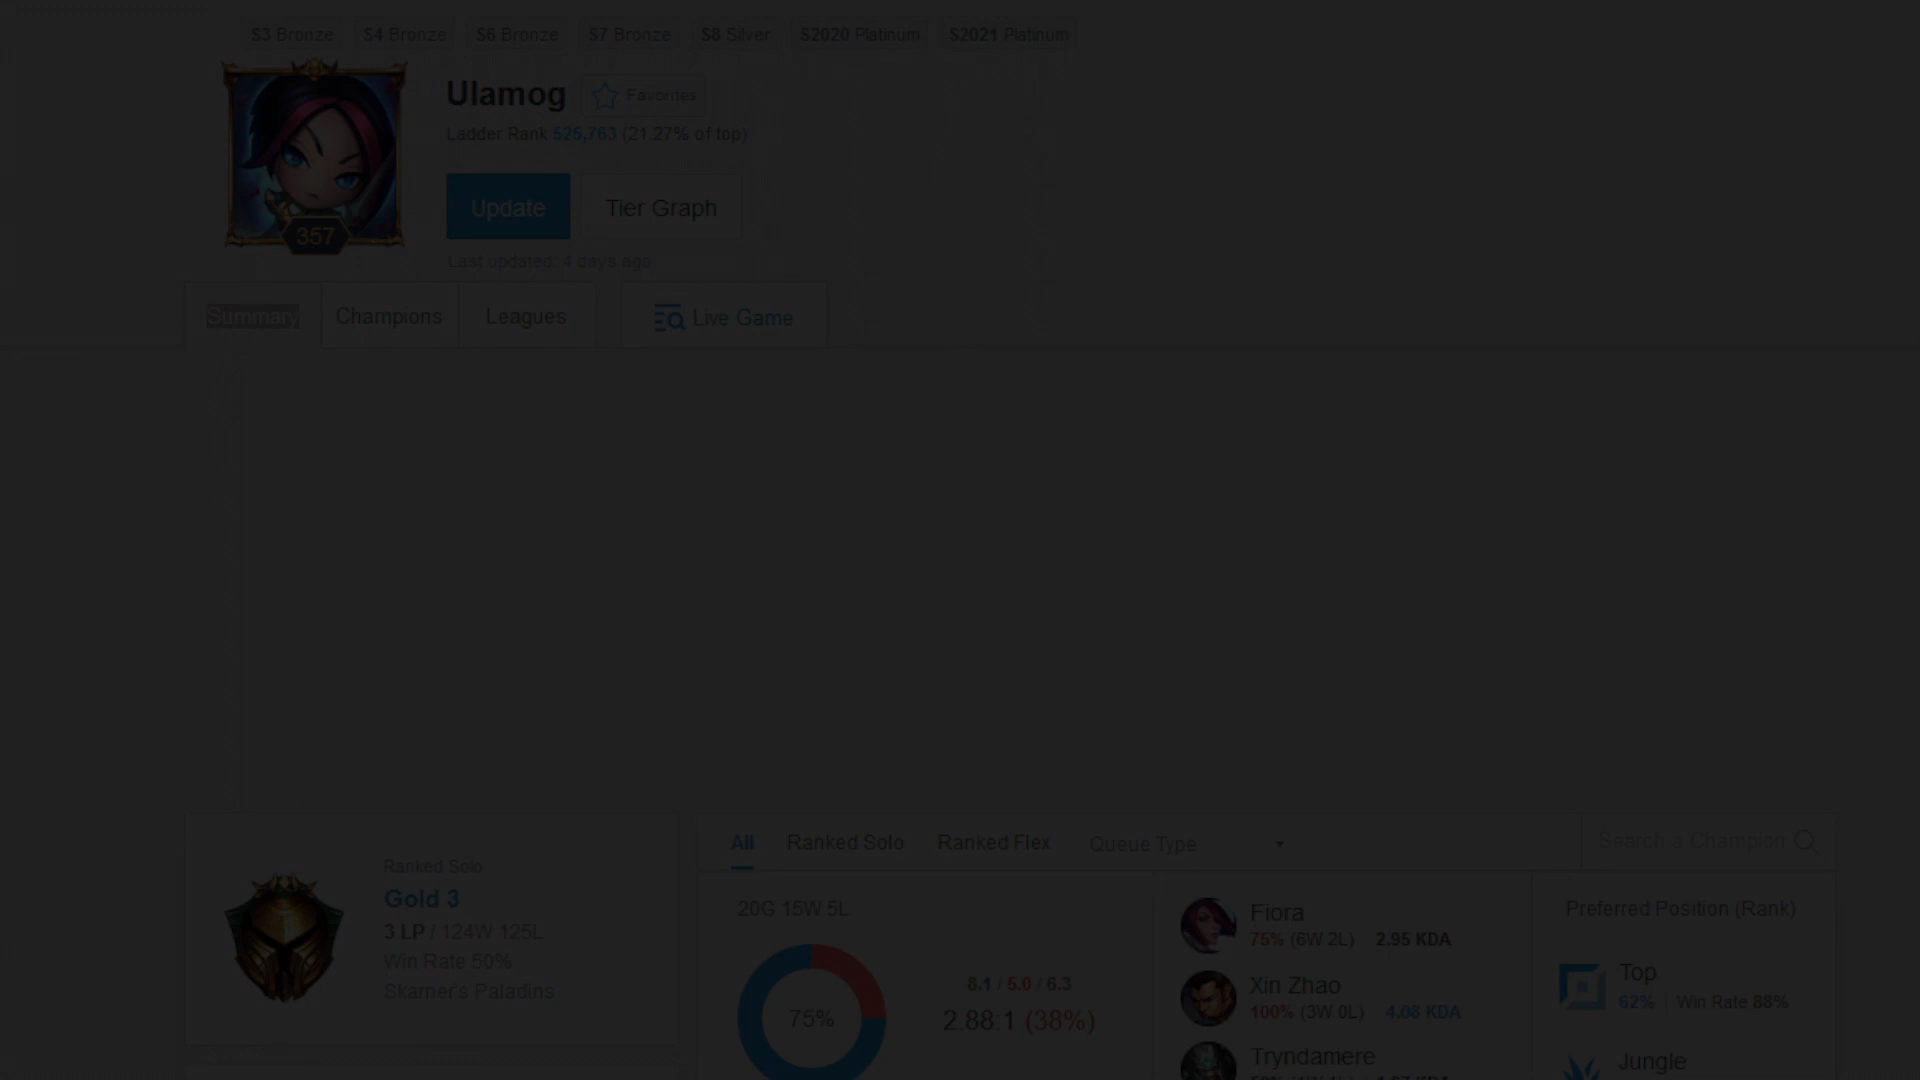 S3 Bronze S4 Bronze S6 Bronze S7 Bronze S8 Silver S2020 Platinum S2021 Platinum
Ulamog Favorites
Ladder Rank 525,763 (21.27% of top)
Update Tier Graph
357
Last updated: 4 days ago
Summary Champions Leagues Live Game
Ranked Solo
Gold 3
3 LP / 124W 125L
Win Rate 50%
Skarner's Paladins
All Ranked Solo Ranked Flex Queue Type Search a Champion
20G 15W 5L
75%
8.1 / 5.0 / 6.3
2.88:1 (38%)
Fiora
75% (6W 2L) 2.95 KDA
Xin Zhao
100% (3W 0L) 4.08 KDA
Tryndamere
Preferred Position (Rank)
Top
62% Win Rate 88%
Jungle